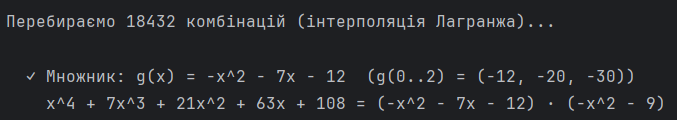 Перебираємо 18432 комбінацій (інтерполяція Лагранжа)...
✓ Множник: g(x) = -x^2 - 7x - 12 (g(0..2) = (-12, -20, -30))
x^4 + 7x^3 + 21x^2 + 63x + 108 = (-x^2 - 7x - 12) · (-x^2 - 9)